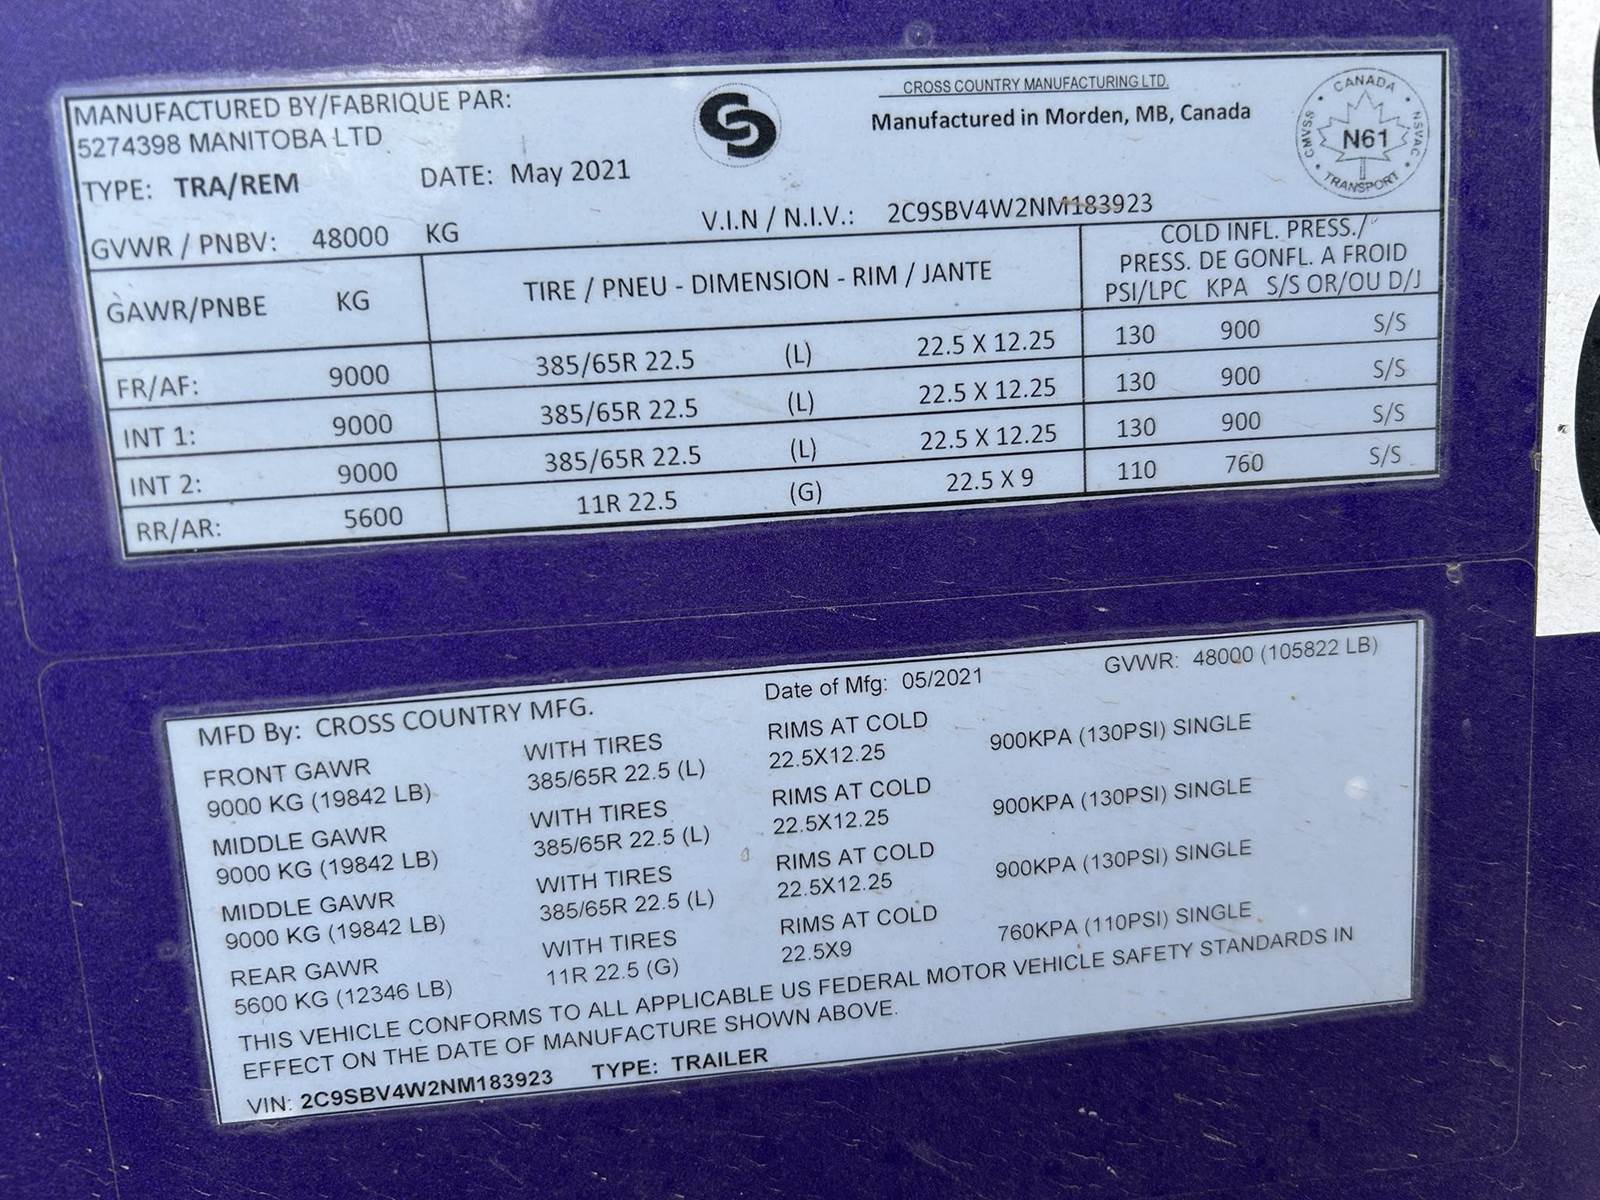 MANUFACTURED BY/FABRIQUE PAR:
5274398 MANITOBA LTD
CROSS COUNTRY MANUFACTURING LTD.
Manufactured in Morden, MB, Canada
CANADA
CMVSS
NSVAC
N61
TRANSPORT
TYPE: TRA/REM DATE: May 2021
GVWR / PNBV: 48000 KG V.I.N / N.I.V.: 2C9SBV4W2NM183923
GAWR/PNBE KG TIRE / PNEU - DIMENSION - RIM / JANTE
COLD INFL. PRESS./
PRESS. DE GONFL. A FROID
PSI/LPC KPA S/S OR/OU D/J
FR/AF: 9000 385/65R 22.5 (L) 22.5 X 12.25 130 900 S/S
INT 1: 9000 385/65R 22.5 (L) 22.5 X 12.25 130 900 S/S
INT 2: 9000 385/65R 22.5 (L) 22.5 X 12.25 130 900 S/S
RR/AR: 5600 11R 22.5 (G) 22.5 X 9 110 760 S/S
MFD By: CROSS COUNTRY MFG. Date of Mfg: 05/2021 GVWR: 48000 (105822 LB)
FRONT GAWR WITH TIRES RIMS AT COLD
9000 KG (19842 LB) 385/65R 22.5 (L) 22.5X12.25 900KPA (130PSI) SINGLE
MIDDLE GAWR WITH TIRES RIMS AT COLD
9000 KG (19842 LB) 385/65R 22.5 (L) 22.5X12.25 900KPA (130PSI) SINGLE
MIDDLE GAWR WITH TIRES RIMS AT COLD
9000 KG (19842 LB) 385/65R 22.5 (L) 22.5X12.25 900KPA (130PSI) SINGLE
REAR GAWR WITH TIRES RIMS AT COLD
5600 KG (12346 LB) 11R 22.5 (G) 22.5X9 760KPA (110PSI) SINGLE
THIS VEHICLE CONFORMS TO ALL APPLICABLE US FEDERAL MOTOR VEHICLE SAFETY STANDARDS IN
EFFECT ON THE DATE OF MANUFACTURE SHOWN ABOVE.
VIN: 2C9SBV4W2NM183923 TYPE: TRAILER